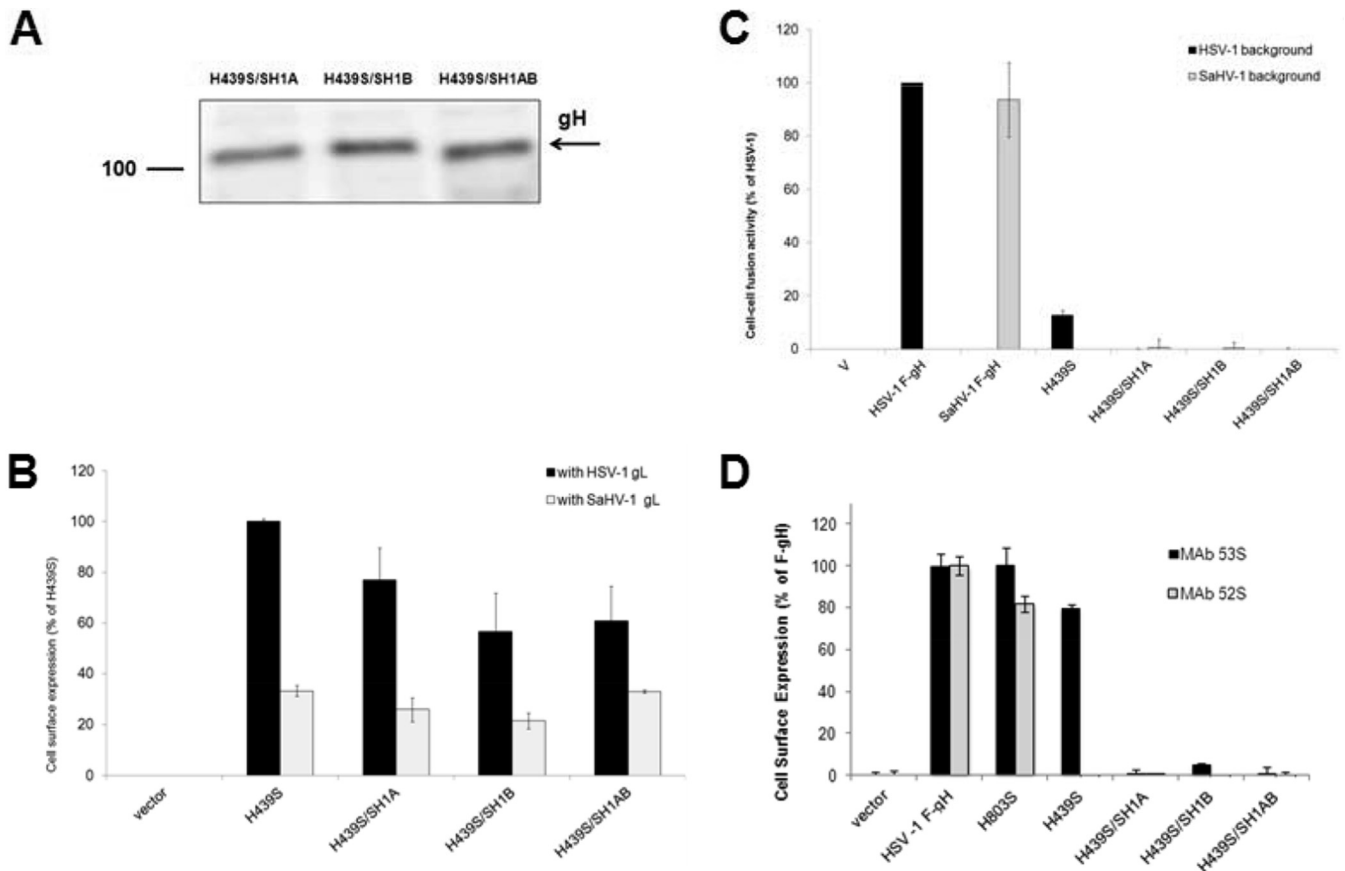 A
H439S/SH1A H439S/SH1B H439S/SH1AB
gH
100
B
Cell surface expression (% of H439S)
120
100
80
60
40
20
0
with HSV-1 gL
with SaHV-1 gL
vector
H439S
H439S/SH1A
H439S/SH1B
H439S/SH1AB
C
Cell-cell fusion activity (% of HSV-1)
120
100
80
60
40
20
0
HSV-1 background
SaHV-1 background
V
HSV-1 F-gH
SaHV-1 F-gH
H439S
H439S/SH1A
H439S/SH1B
H439S/SH1AB
D
Cell Surface Expression (% of F-gH)
120
100
80
60
40
20
0
MAb 53S
MAb 52S
vector
HSV -1 F-gH
H803S
H439S
H439S/SH1A
H439S/SH1B
H439S/SH1AB